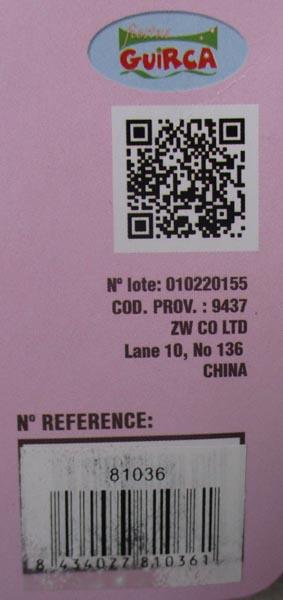 fiestas
GUiRCA
Nº lote: 010220155
COD. PROV. : 9437
ZW CO LTD
Lane 10, No 136
CHINA
Nº REFERENCE:
81036
8 434077 810361